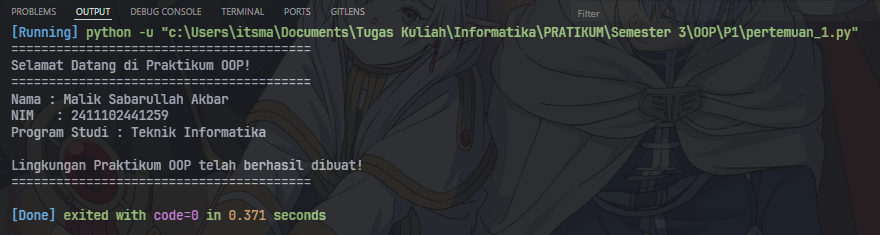 PROBLEMS OUTPUT DEBUG CONSOLE TERMINAL PORTS GITLENS Filter
[Running] python -u "c:\Users\itsma\Documents\Tugas Kuliah\Informatika\PRATIKUM\Semester 3\OOP\P1\pertemuan_1.py"
========================================
Selamat Datang di Praktikum OOP!
========================================
Nama : Malik Sabarullah Akbar
NIM   : 2411102441259
Program Studi : Teknik Informatika
Lingkungan Praktikum OOP telah berhasil dibuat!
========================================
[Done] exited with code=0 in 0.371 seconds